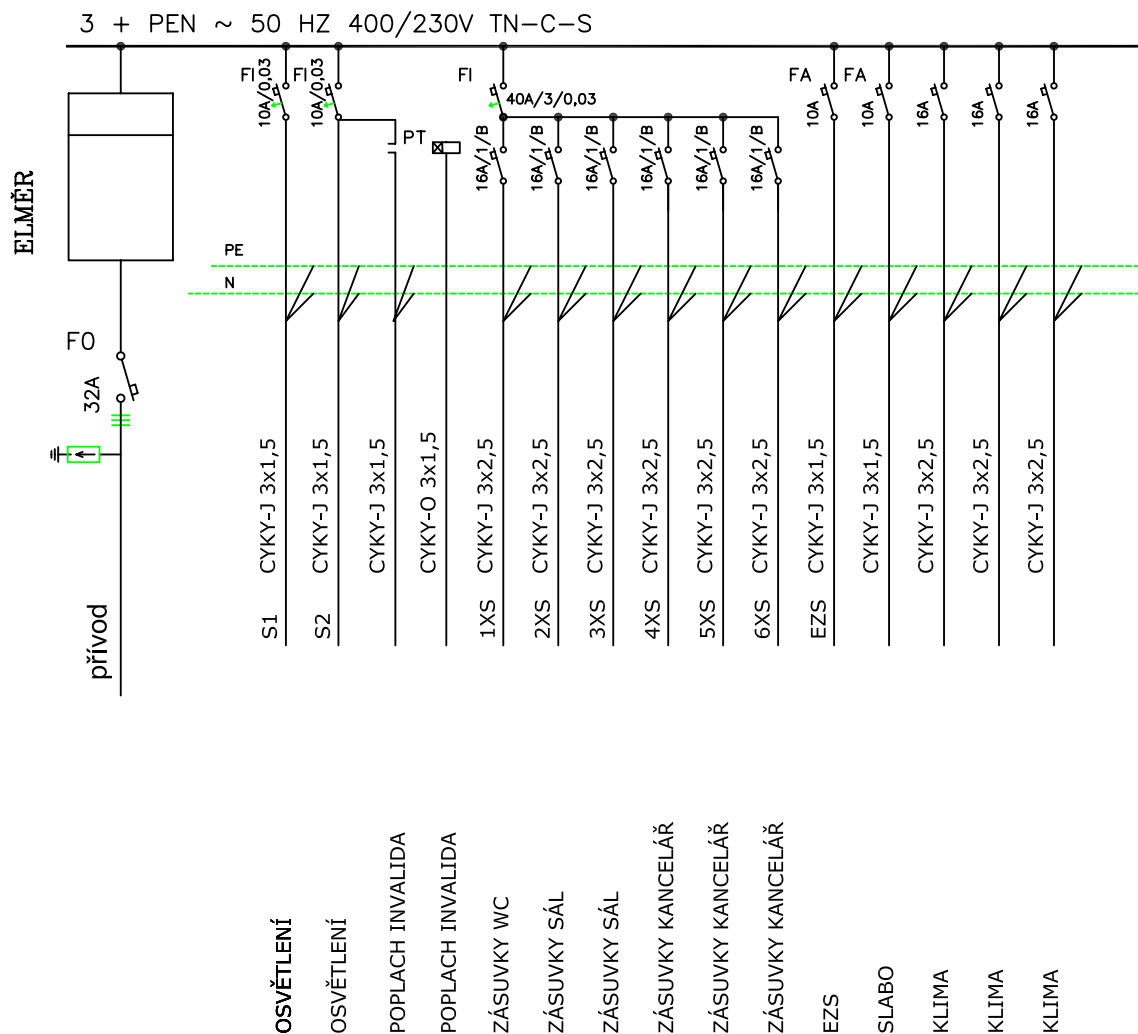 3 + PEN ~ 50 HZ 400/230V TN-C-S
FI
10A/0,03
FI
10A/0,03
FI
40A/3/0,03
FA
10A
FA
10A
16A
16A
16A
PT
16A/1/B
16A/1/B
16A/1/B
16A/1/B
16A/1/B
16A/1/B
ELMĚR
PE
N
F0
32A
přívod
CYKY-J 3x1,5
CYKY-J 3x1,5
CYKY-J 3x1,5
CYKY-O 3x1,5
CYKY-J 3x2,5
CYKY-J 3x2,5
CYKY-J 3x2,5
CYKY-J 3x2,5
CYKY-J 3x2,5
CYKY-J 3x2,5
CYKY-J 3x1,5
CYKY-J 3x1,5
CYKY-J 3x2,5
CYKY-J 3x2,5
CYKY-J 3x2,5
S1
S2
1XS
2XS
3XS
4XS
5XS
6XS
EZS
OSVĚTLENÍ
OSVĚTLENÍ
POPLACH INVALIDA
POPLACH INVALIDA
ZÁSUVKY WC
ZÁSUVKY SÁL
ZÁSUVKY SÁL
ZÁSUVKY KANCELÁŘ
ZÁSUVKY KANCELÁŘ
ZÁSUVKY KANCELÁŘ
EZS
SLABO
KLIMA
KLIMA
KLIMA